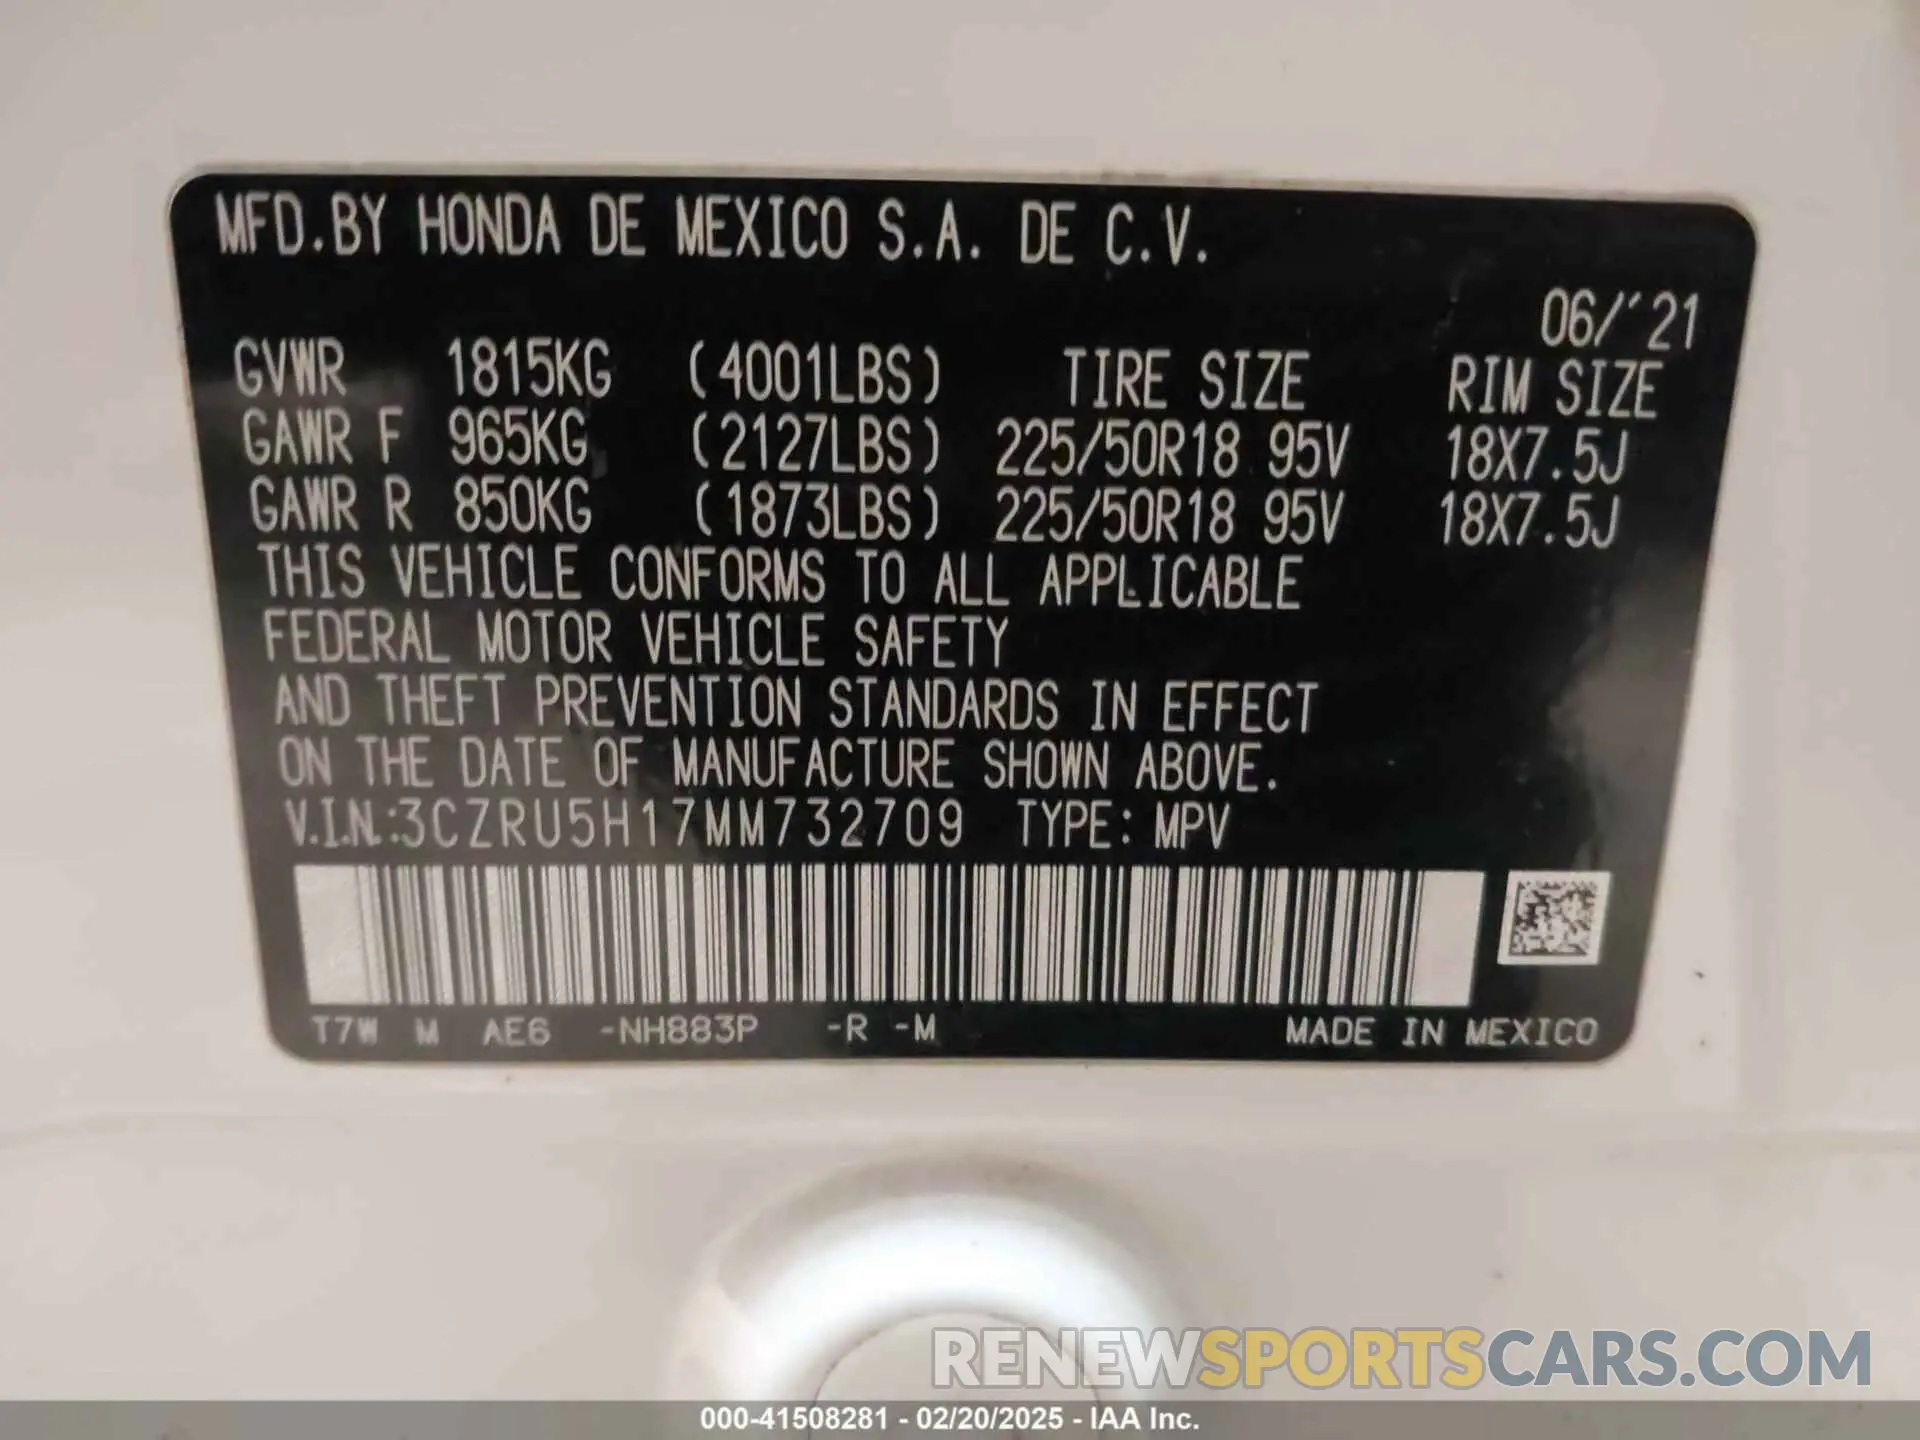 MFD.BY HONDA DE MEXICO S.A. DE C.V.
06/'21
GVWR 1815KG (4001LBS) TIRE SIZE RIM SIZE
GAWR F 965KG (2127LBS) 225/50R18 95V 18X7.5J
GAWR R 850KG (1873LBS) 225/50R18 95V 18X7.5J
THIS VEHICLE CONFORMS TO ALL APPLICABLE
FEDERAL MOTOR VEHICLE SAFETY
AND THEFT PREVENTION STANDARDS IN EFFECT
ON THE DATE OF MANUFACTURE SHOWN ABOVE.
V.I.N.:3CZRU5H17MM732709 TYPE: MPV
T7W M AE6 -NH883P -R -M MADE IN MEXICO
RENEWSPORTSCARS.COM
000-41508281 - 02/20/2025 - IAA Inc.